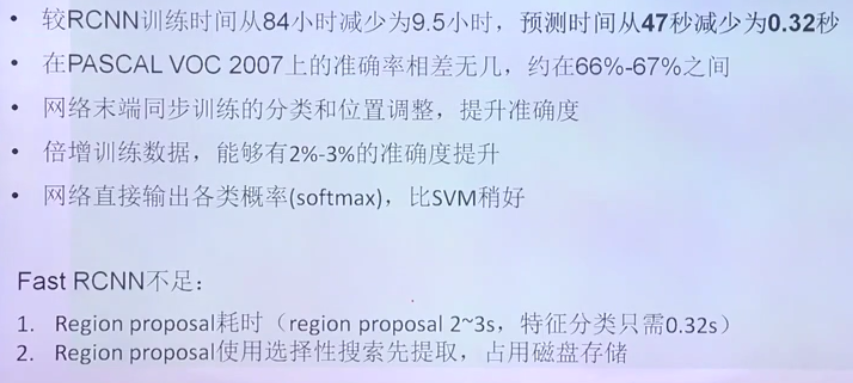 • 较RCNN训练时间从84小时减少为9.5小时，预测时间从47秒减少为0.32秒
• 在PASCAL VOC 2007上的准确率相差无几，约在66%-67%之间
• 网络末端同步训练的分类和位置调整，提升准确度
• 倍增训练数据，能够有2%-3%的准确度提升
• 网络直接输出各类概率(softmax)，比SVM稍好
Fast RCNN不足：
1. Region proposal耗时（region proposal 2~3s，特征分类只需0.32s）
2. Region proposal使用选择性搜索先提取，占用磁盘存储